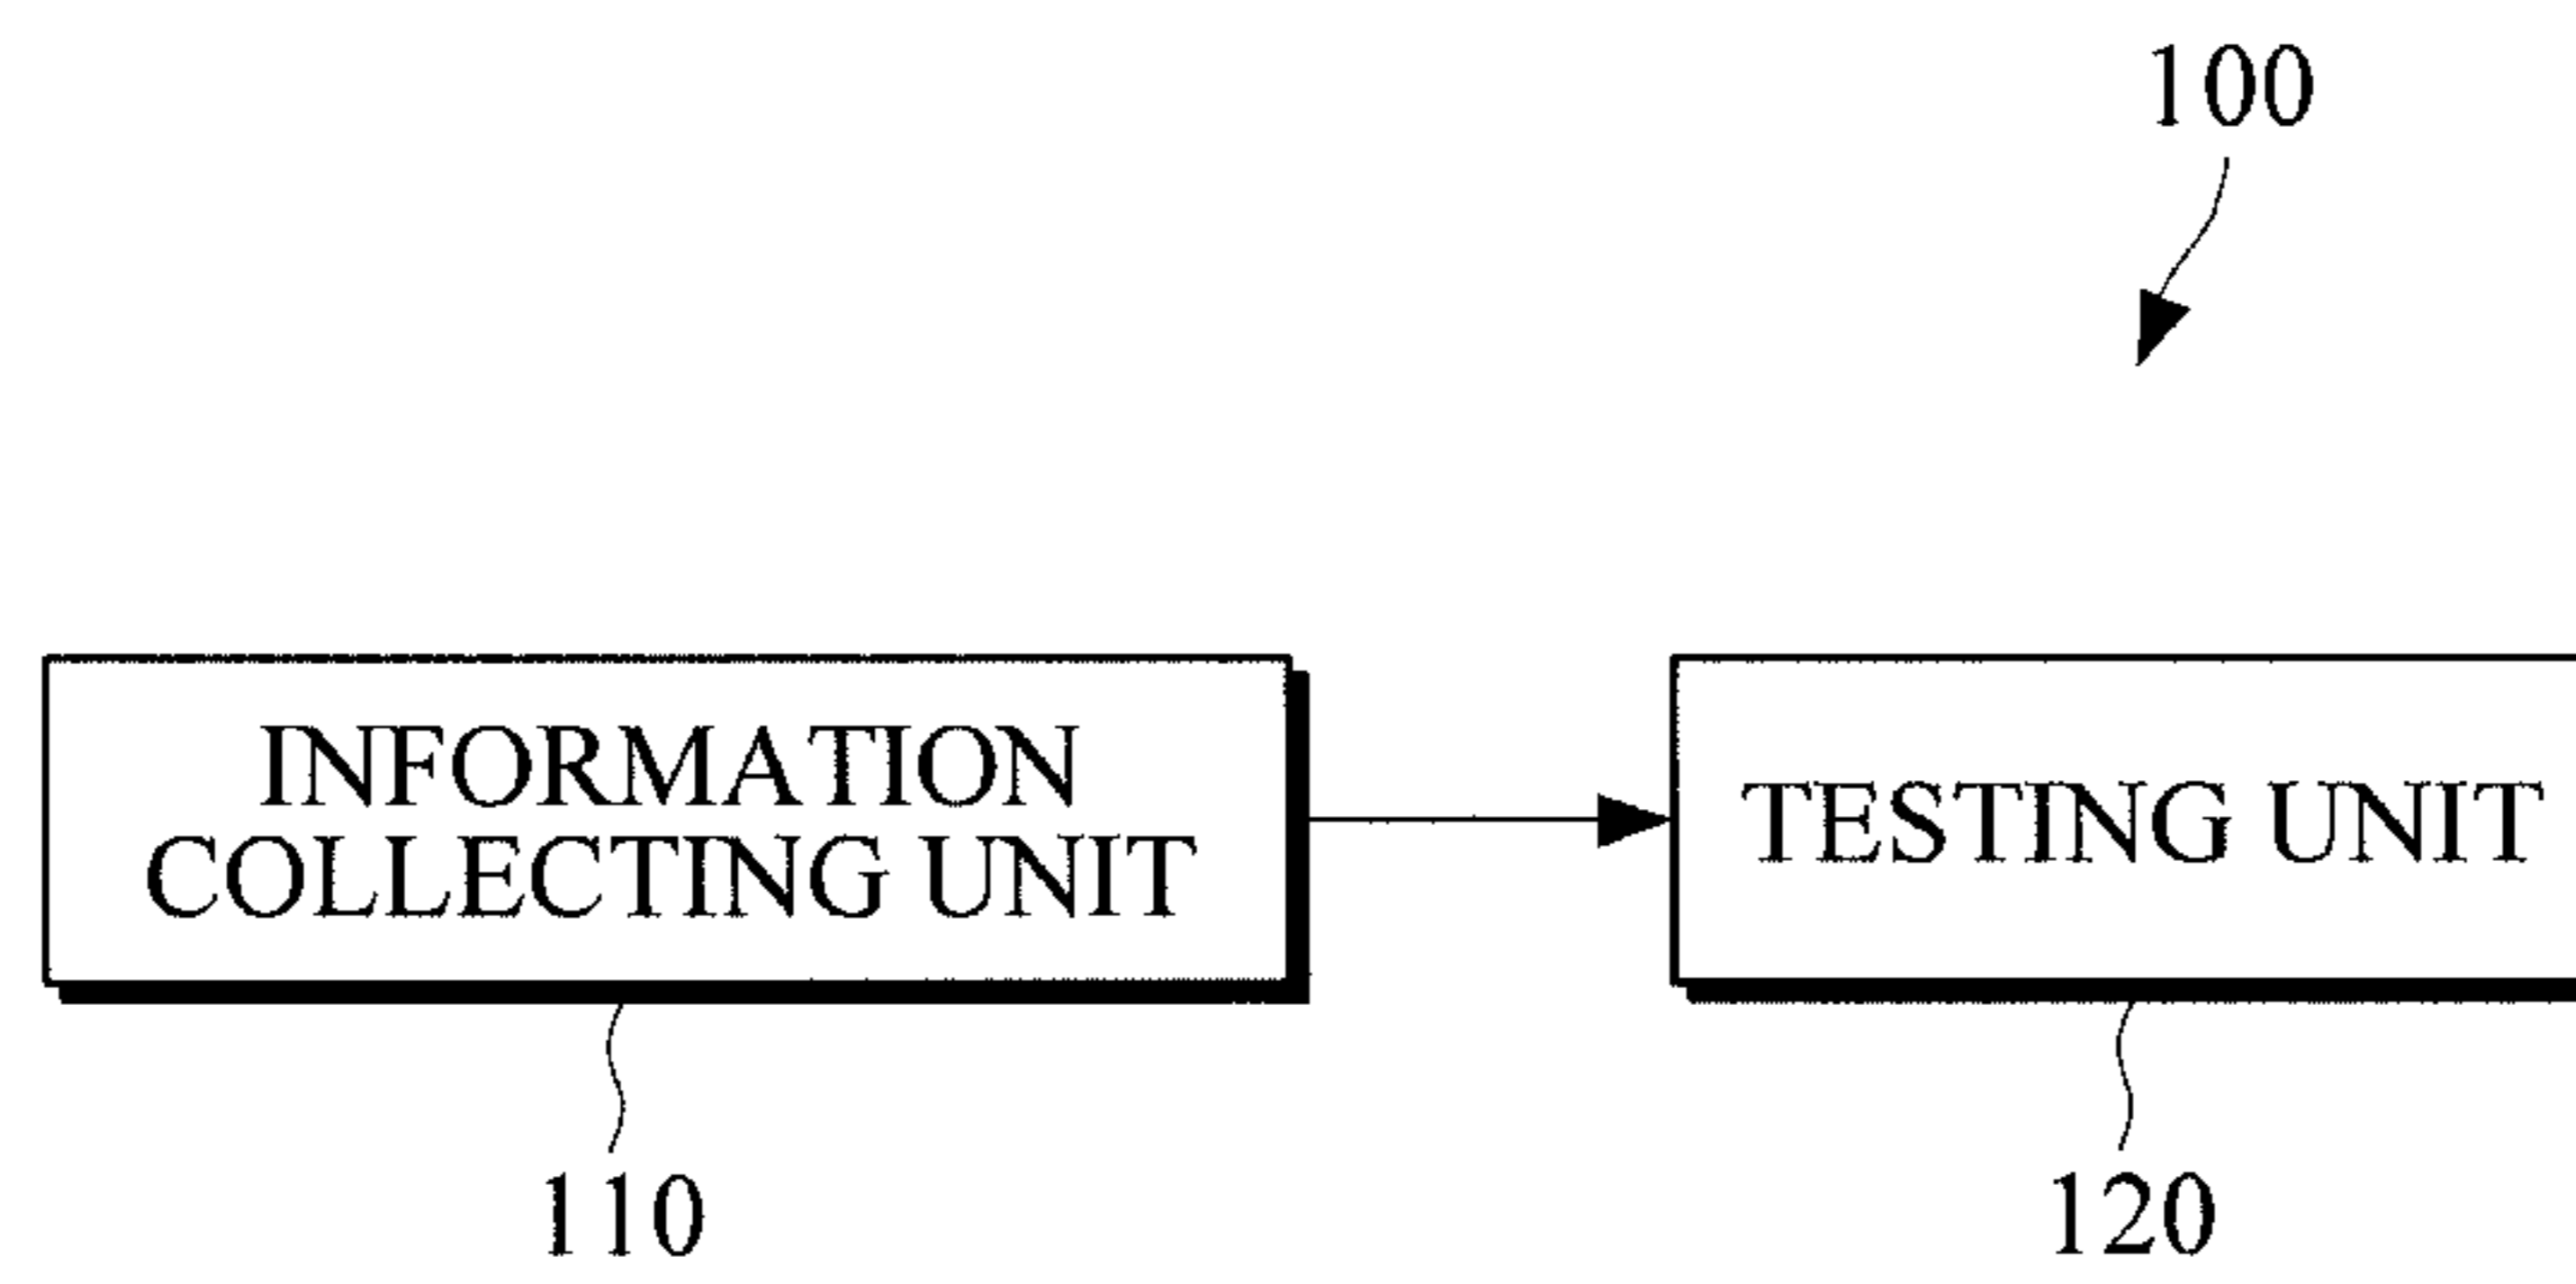 100
INFORMATION
COLLECTING UNIT
TESTING UNIT
110
120